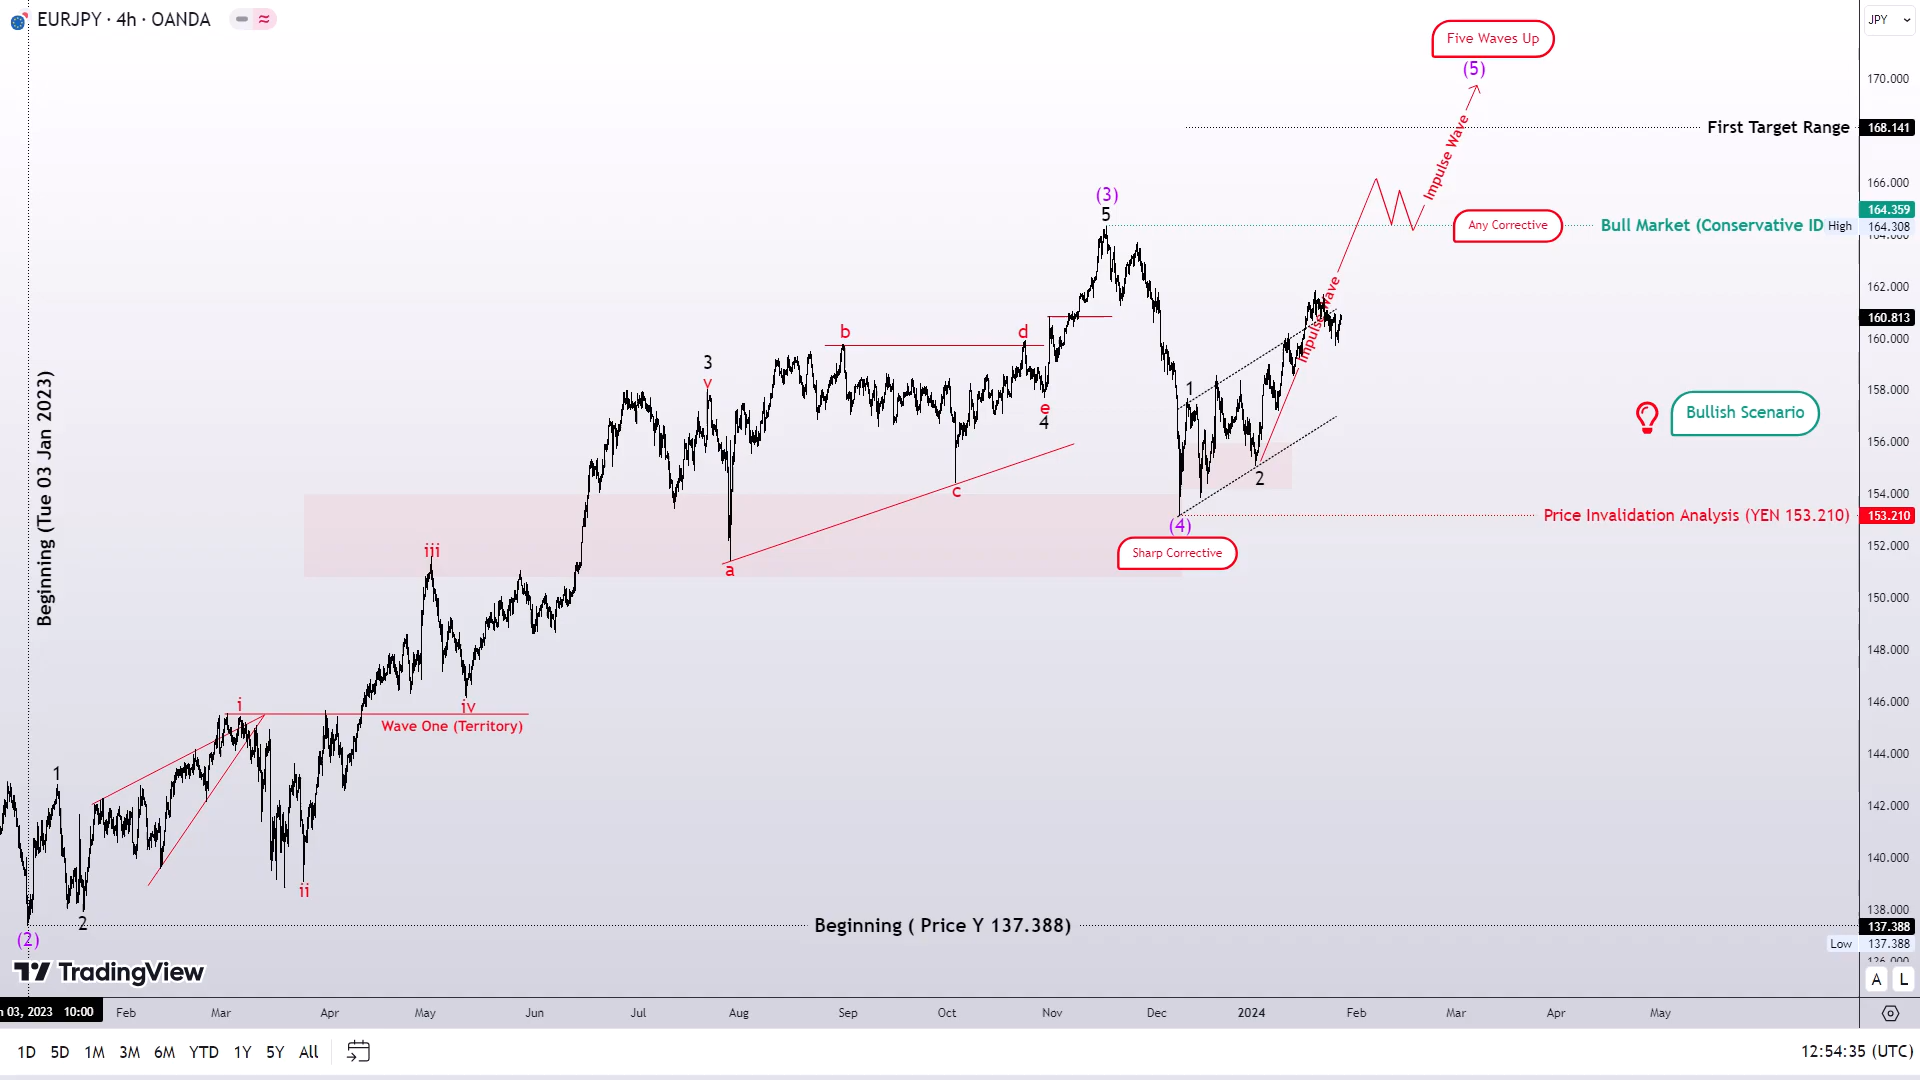 EURJPY · 4h · OANDA
JPY
Five Waves Up
(5)
170.000
First Target Range
168.141
Impulse Wave
166.000
(3)
5
164.359
Any Corrective
Bull Market (Conservative ID
High
164.308
164.000
162.000
Impulse Wave
160.813
160.000
b
d
3
v
158.000
1
e
4
Bullish Scenario
156.000
2
c
154.000
Price Invalidation Analysis (YEN 153.210)
153.210
(4)
Sharp Corrective
152.000
iii
a
150.000
Beginning (Tue 03 Jan 2023)
148.000
i
iv
146.000
Wave One (Territory)
144.000
1
142.000
140.000
ii
138.000
2
Beginning ( Price Y 137.388)
137.388
(2)
Low
137.388
136.000
TradingView
A
L
n 03, 2023 10:00
Feb
Mar
Apr
May
Jun
Jul
Aug
Sep
Oct
Nov
Dec
2024
Feb
Mar
Apr
May
1D
5D
1M
3M
6M
YTD
1Y
5Y
All
12:54:35 (UTC)